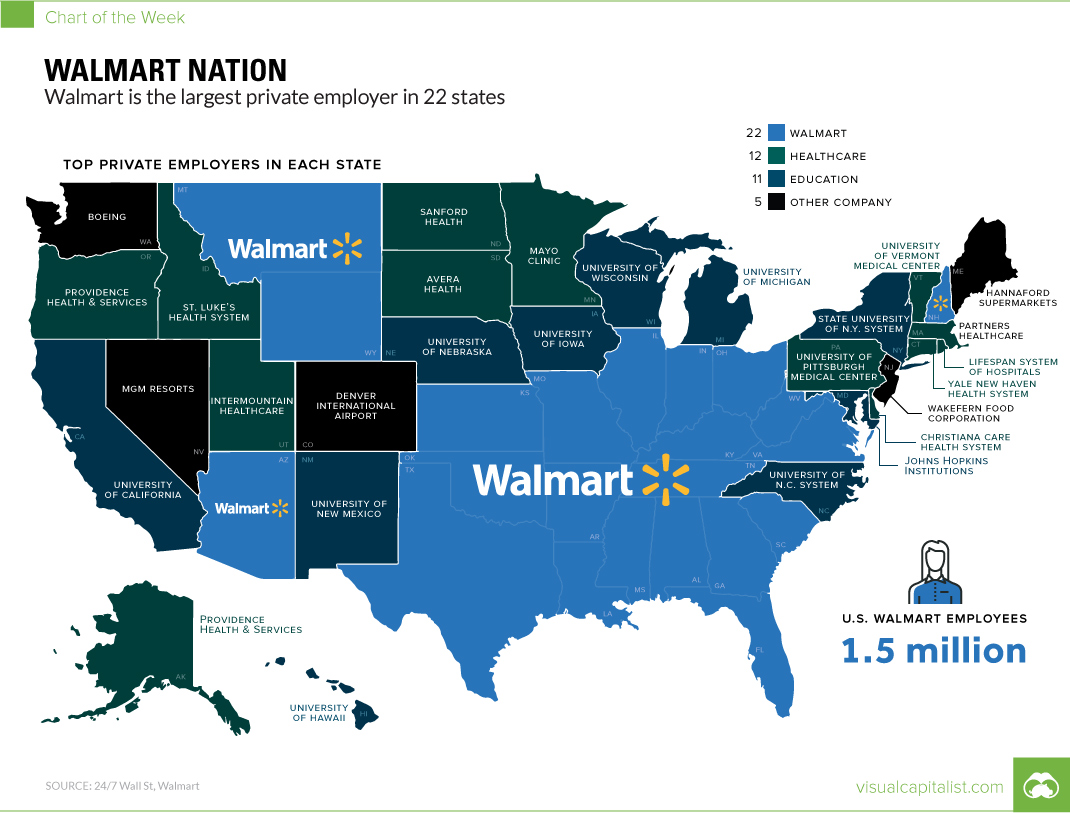 Chart of the Week
WALMART NATION
Walmart is the largest private employer in 22 states
22 WALMART
12 HEALTHCARE
11 EDUCATION
5 OTHER COMPANY
TOP PRIVATE EMPLOYERS IN EACH STATE
BOEING
WA
MT
Walmart
SANFORD
HEALTH
ND
MAYO
CLINIC
MN
UNIVERSITY OF
WISCONSIN
WI
UNIVERSITY
OF MICHIGAN
MI
UNIVERSITY
OF VERMONT
MEDICAL CENTER
VT
NH
ME
HANNAFORD
SUPERMARKETS
OR
PROVIDENCE
HEALTH & SERVICES
ID
ST. LUKE'S
HEALTH SYSTEM
SD
AVERA
HEALTH
WY
NE
UNIVERSITY
OF NEBRASKA
IA
UNIVERSITY
OF IOWA
IL
IN
OH
STATE UNIVERSITY
OF N.Y. SYSTEM
NY
MA
PARTNERS
HEALTHCARE
CT
LIFESPAN SYSTEM
OF HOSPITALS
YALE NEW HAVEN
HEALTH SYSTEM
PA
UNIVERSITY OF
PITTSBURGH
MEDICAL CENTER
NJ
WAKEFERN FOOD
CORPORATION
MD
CHRISTIANA CARE
HEALTH SYSTEM
JOHNS HOPKINS
INSTITUTIONS
MGM RESORTS
NV
INTERMOUNTAIN
HEALTHCARE
UT
DENVER
INTERNATIONAL
AIRPORT
CO
KS
MO
WV
KY
VA
TN
CA
UNIVERSITY
OF CALIFORNIA
AZ
Walmart
NM
UNIVERSITY OF
NEW MEXICO
OK
TX
Walmart
UNIVERSITY OF
N.C. SYSTEM
NC
AR
SC
MS
AL
GA
LA
FL
PROVIDENCE
HEALTH & SERVICES
AK
UNIVERSITY
OF HAWAII
HI
U.S. WALMART EMPLOYEES
1.5 million
SOURCE: 24/7 Wall St, Walmart
visualcapitalist.com